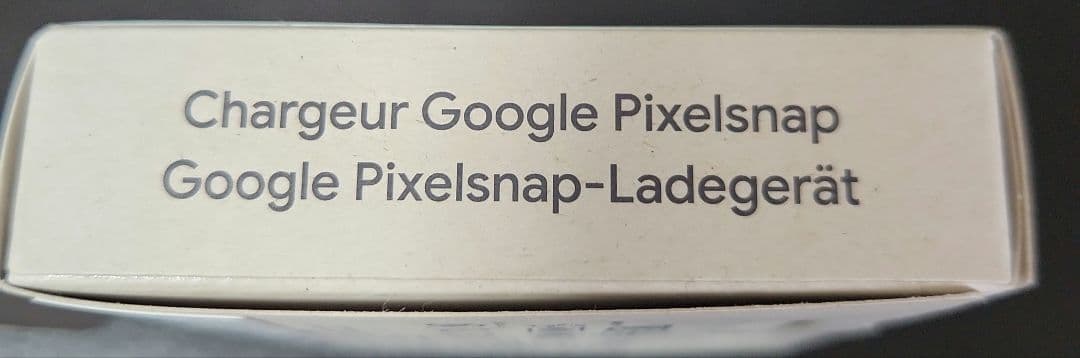 Chargeur Google Pixelsnap
Google Pixelsnap-Ladegerät